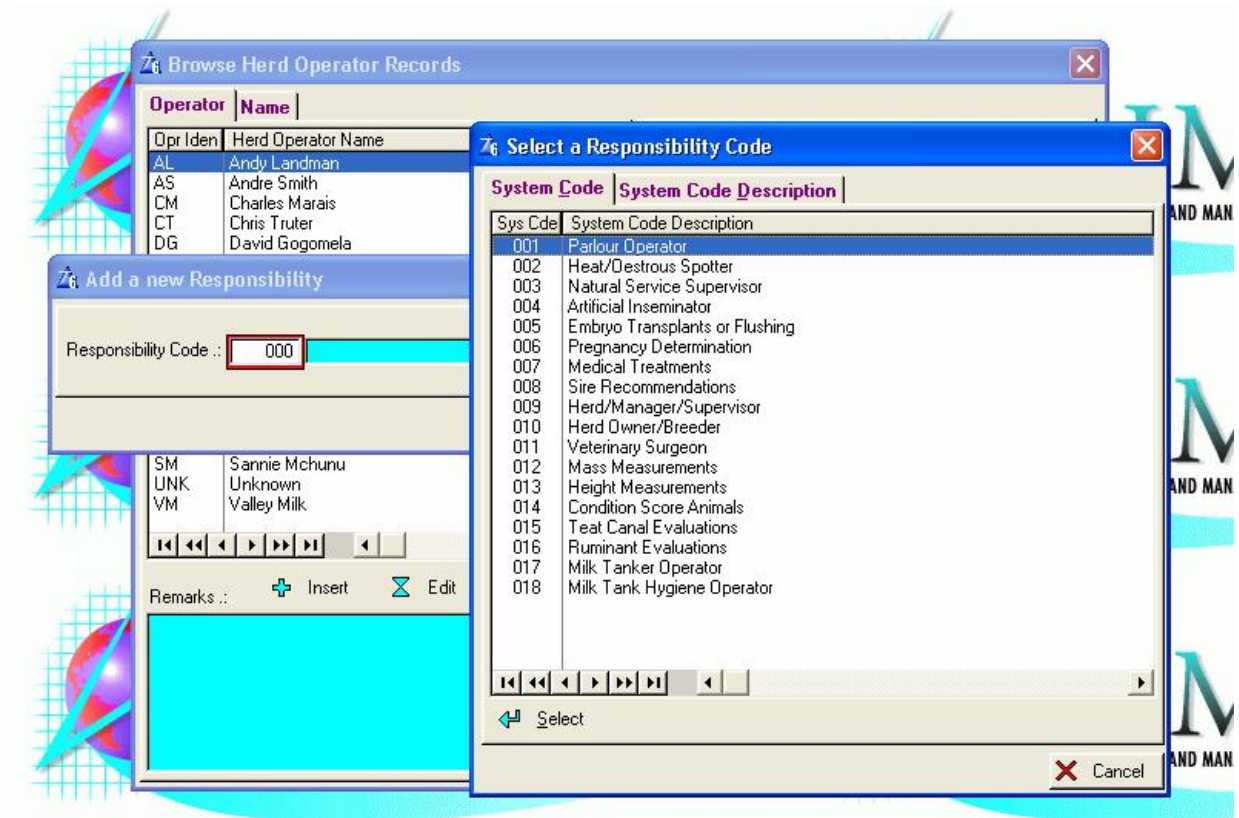 Browse Herd Operator Records
Operator Name
Opr Iden Herd Operator Name
AL Andy Landman
AS Andre Smith
CM Charles Marais
CT Chris Truter
DG David Gogomela
Add a new Responsibility
Responsibility Code .: 000
SM Sannie Mchunu
UNK Unknown
VM Valley Milk
Remarks .: Insert Edit
Select a Responsibility Code
System Code System Code Description
Sys Cde System Code Description
001 Parlour Operator
002 Heat/Oestrous Spotter
003 Natural Service Supervisor
004 Artificial Inseminator
005 Embryo Transplants or Flushing
006 Pregnancy Determination
007 Medical Treatments
008 Sire Recommendations
009 Herd/Manager/Supervisor
010 Herd Owner/Breeder
011 Veterinary Surgeon
012 Mass Measurements
013 Height Measurements
014 Condition Score Animals
015 Teat Canal Evaluations
016 Ruminant Evaluations
017 Milk Tanker Operator
018 Milk Tank Hygiene Operator
Select
Cancel
AND MAN
AND MAN
AND MAN